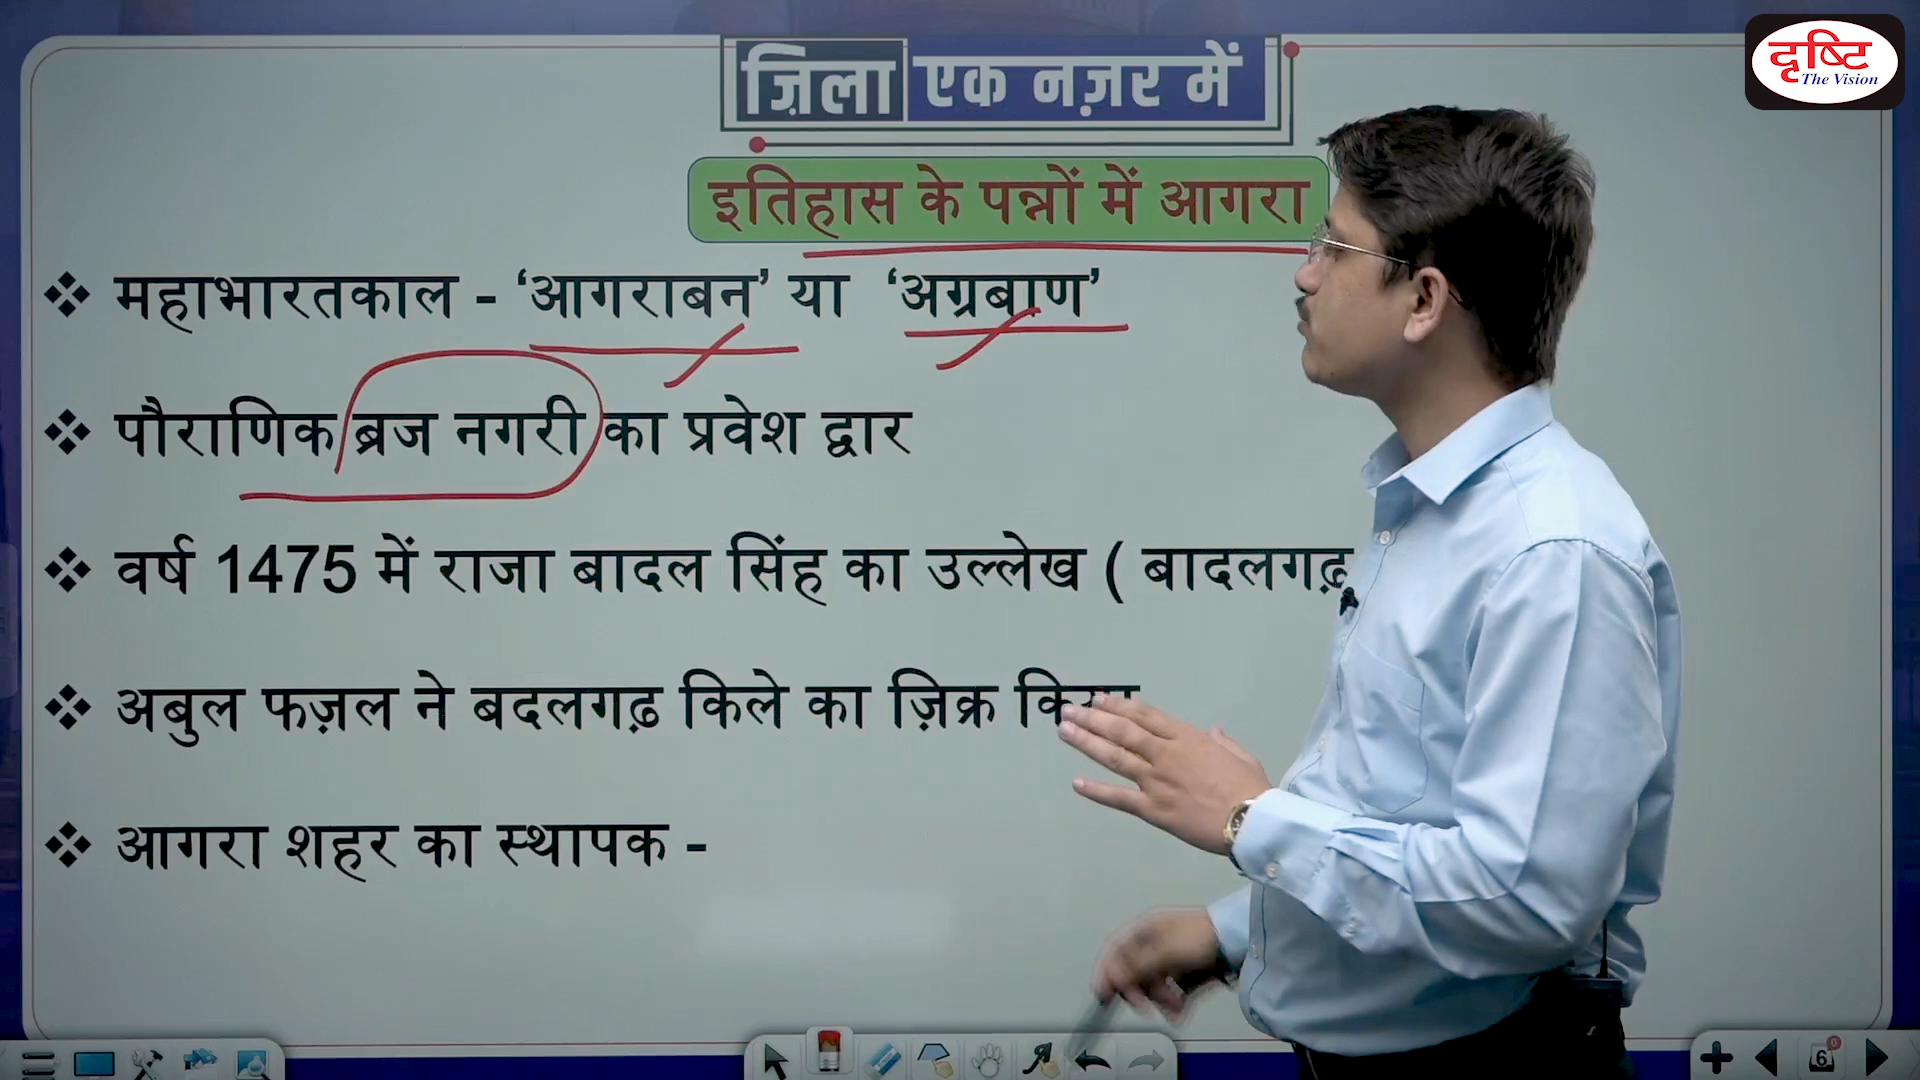 दृष्टि
The Vision
ज़िला एक नज़र में
इतिहास के पन्नों में आगरा
❖ महाभारतकाल - ‘आगराबन’ या ‘अग्रबाण’
❖ पौराणिक ब्रज नगरी का प्रवेश द्वार
❖ वर्ष 1475 में राजा बादल सिंह का उल्लेख ( बादलगढ़
❖ अबुल फज़ल ने बदलगढ़ किले का ज़िक्र किया
❖ आगरा शहर का स्थापक -
6